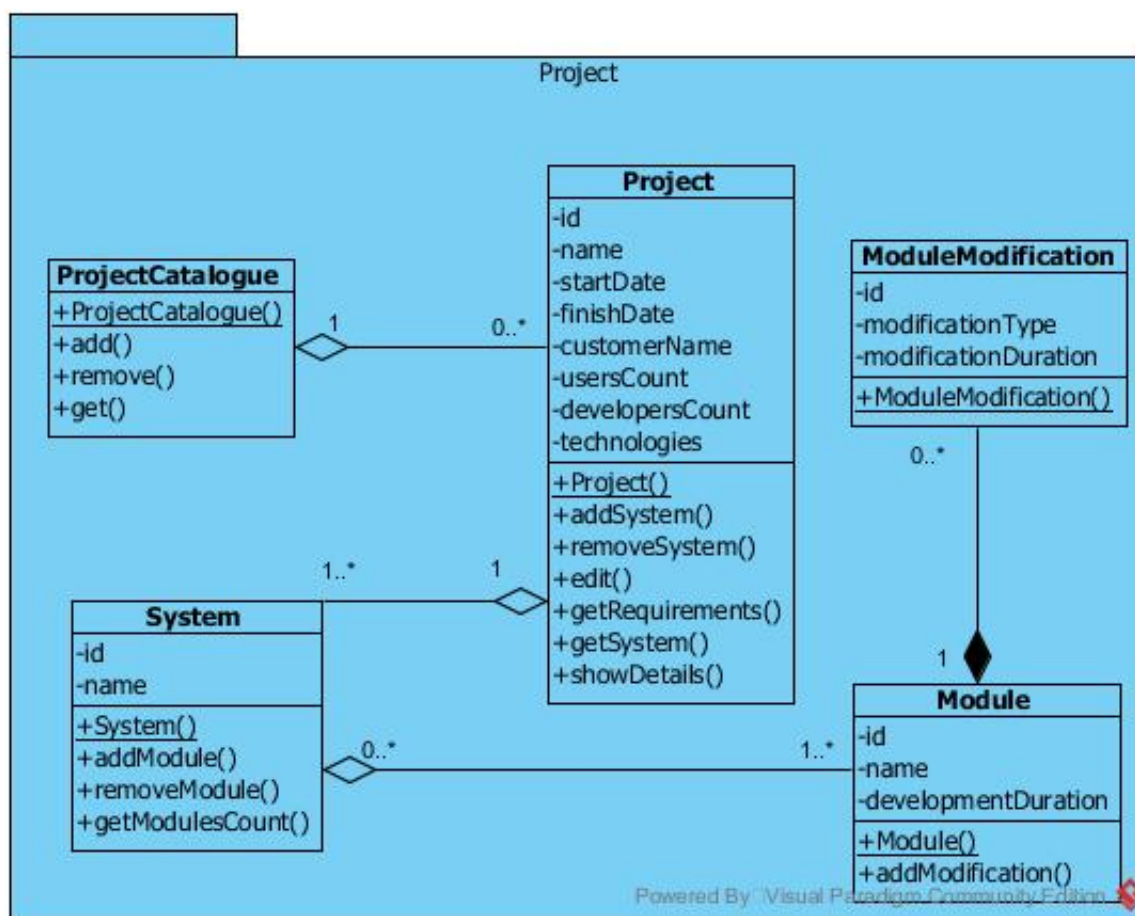 Project
Project
-id
-name
-startDate
-finishDate
-customerName
-usersCount
-developersCount
-technologies
+Project()
+addSystem()
+removeSystem()
+edit()
+getRequirements()
+getSystem()
+showDetails()
ProjectCatalogue
+ProjectCatalogue()
+add()
+remove()
+get()
1
0..*
ModuleModification
-id
-modificationType
-modificationDuration
+ModuleModification()
0..*
1
1..*
1
System
-id
-name
+System()
+addModule()
+removeModule()
+getModulesCount()
0..*
1..*
Module
-id
-name
-developmentDuration
+Module()
+addModification()
Powered By Visual Paradigm Community Edition